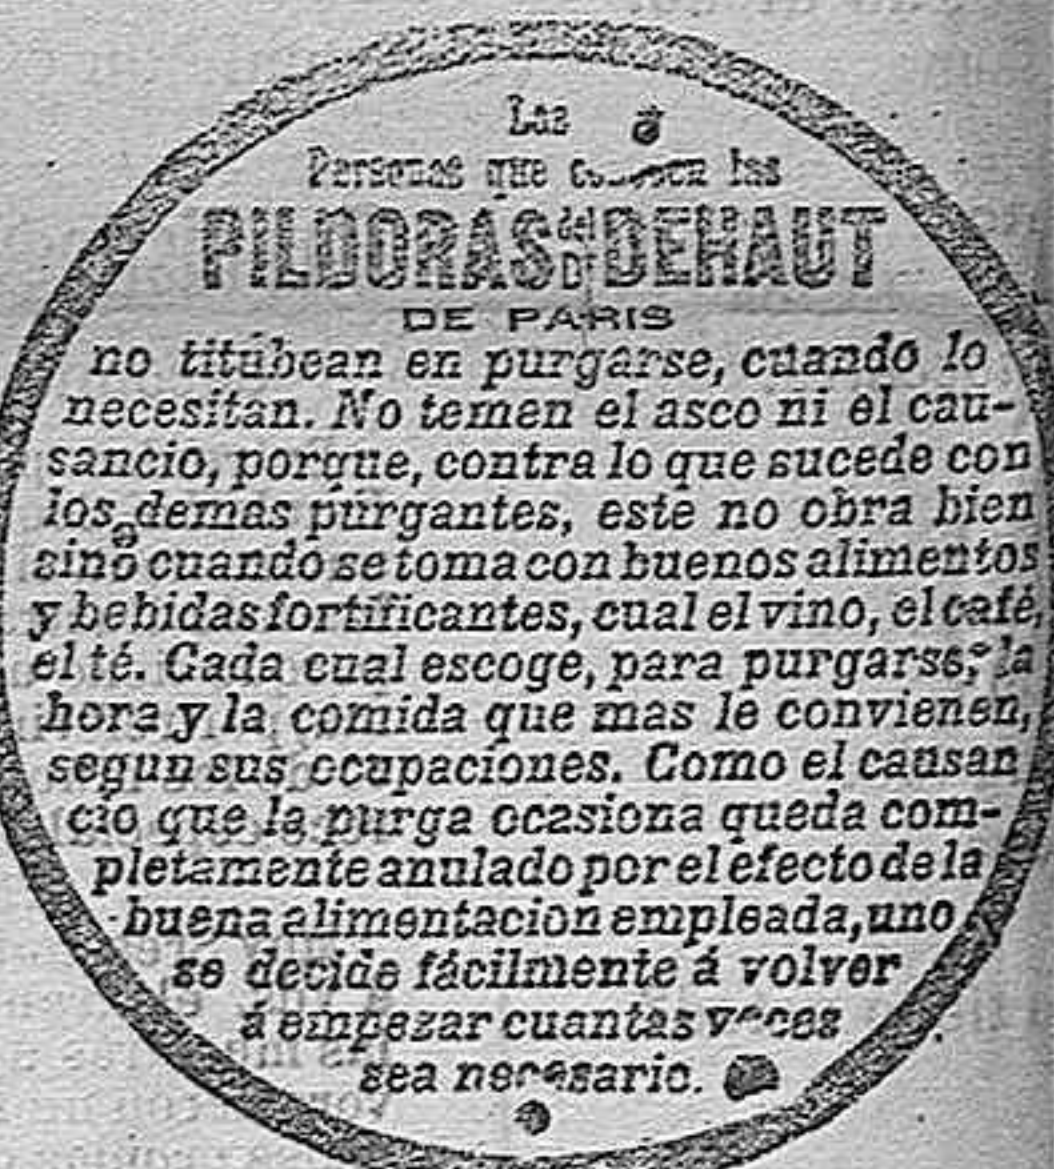 Las
Personas que conocen las
PILDORAS del Dr DEHAUT
DE PARIS
no titubean en purgarse, cuando lo
necesitan. No temen el asco ni el cau-
sancio, porque, contra lo que sucede con
los demas purgantes, este no obra bien
sino cuando se toma con buenos alimentos
y bebidas fortificantes, cual el vino, el café,
el té. Cada cual escoge, para purgarse, la
hora y la comida que mas le convienen,
segun sus ocupaciones. Como el causan
cio que la purga ocasiona queda com-
pletamente anulado por el efecto de la
buena alimentacion empleada, uno
se decide fácilmente á volver
á empezar cuantas veces
sea necesario.